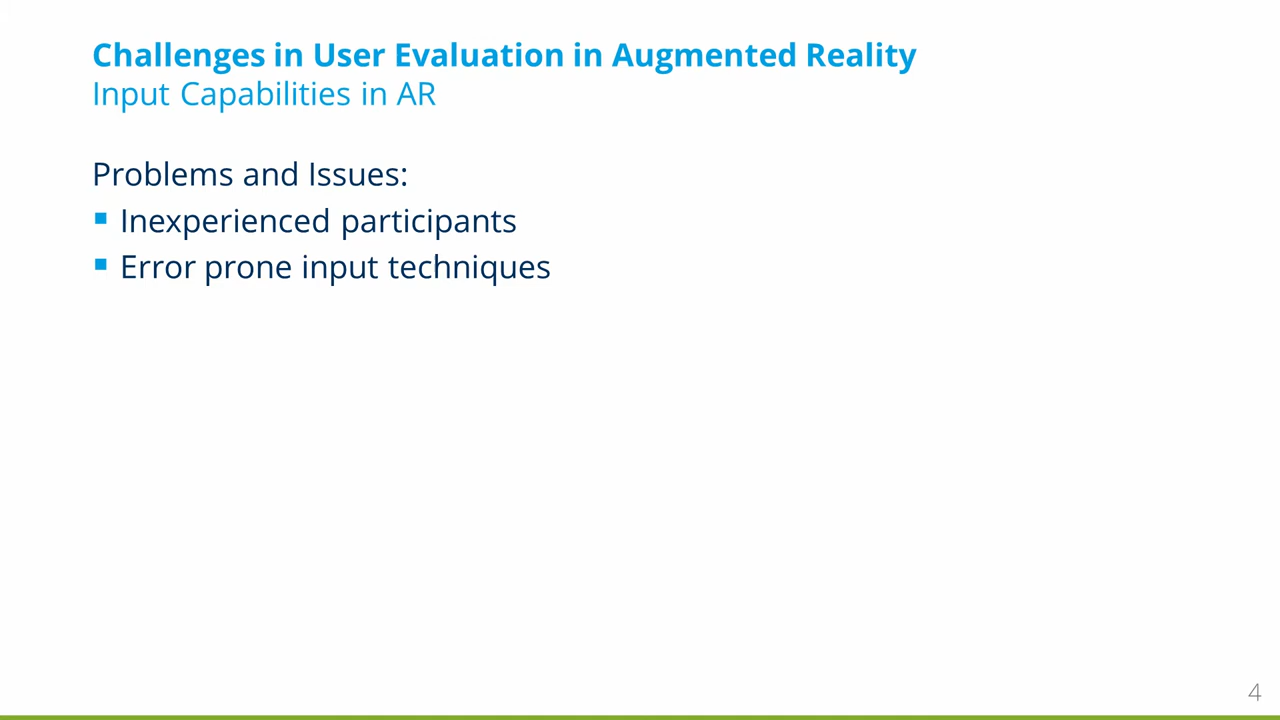 Challenges in User Evaluation in Augmented Reality
Input Capabilities in AR
Problems and Issues:
▪ Inexperienced participants
▪ Error prone input techniques
4